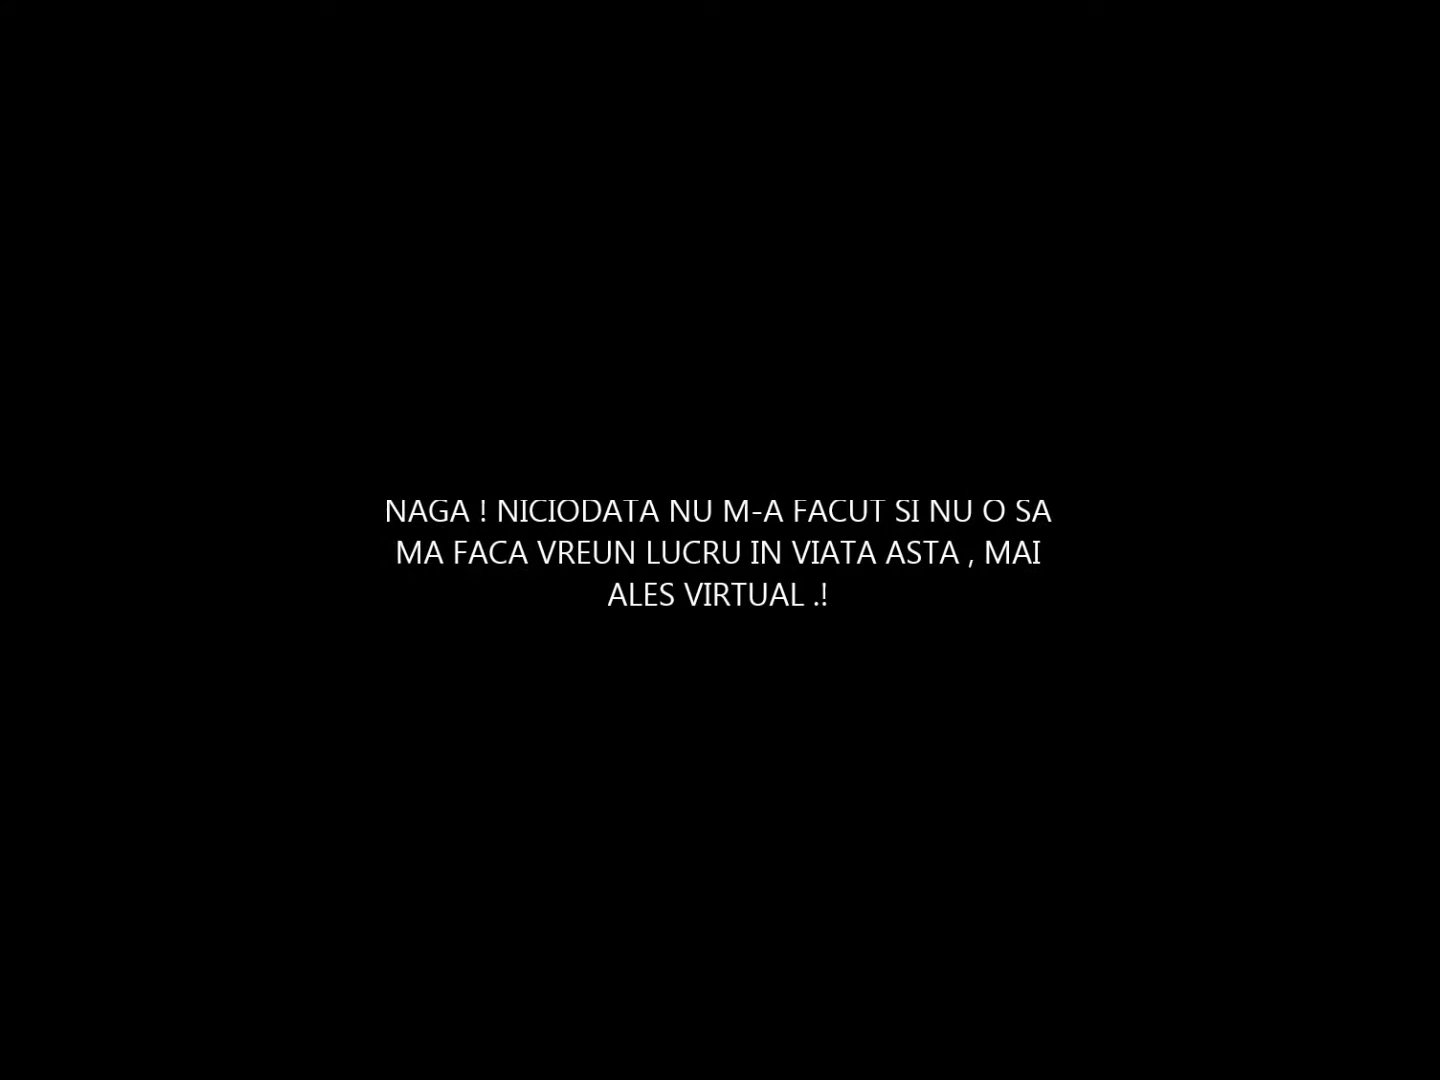 NAGA ! NICIODATA NU M-A FACUT SI NU O SA
MA FACA VREUN LUCRU IN VIATA ASTA , MAI
ALES VIRTUAL .!